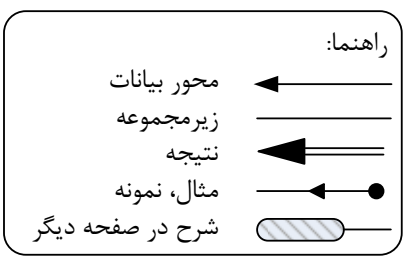 راهنما:
محور بیانات
زیرمجموعه
نتیجه
مثال، نمونه
شرح در صفحه دیگر